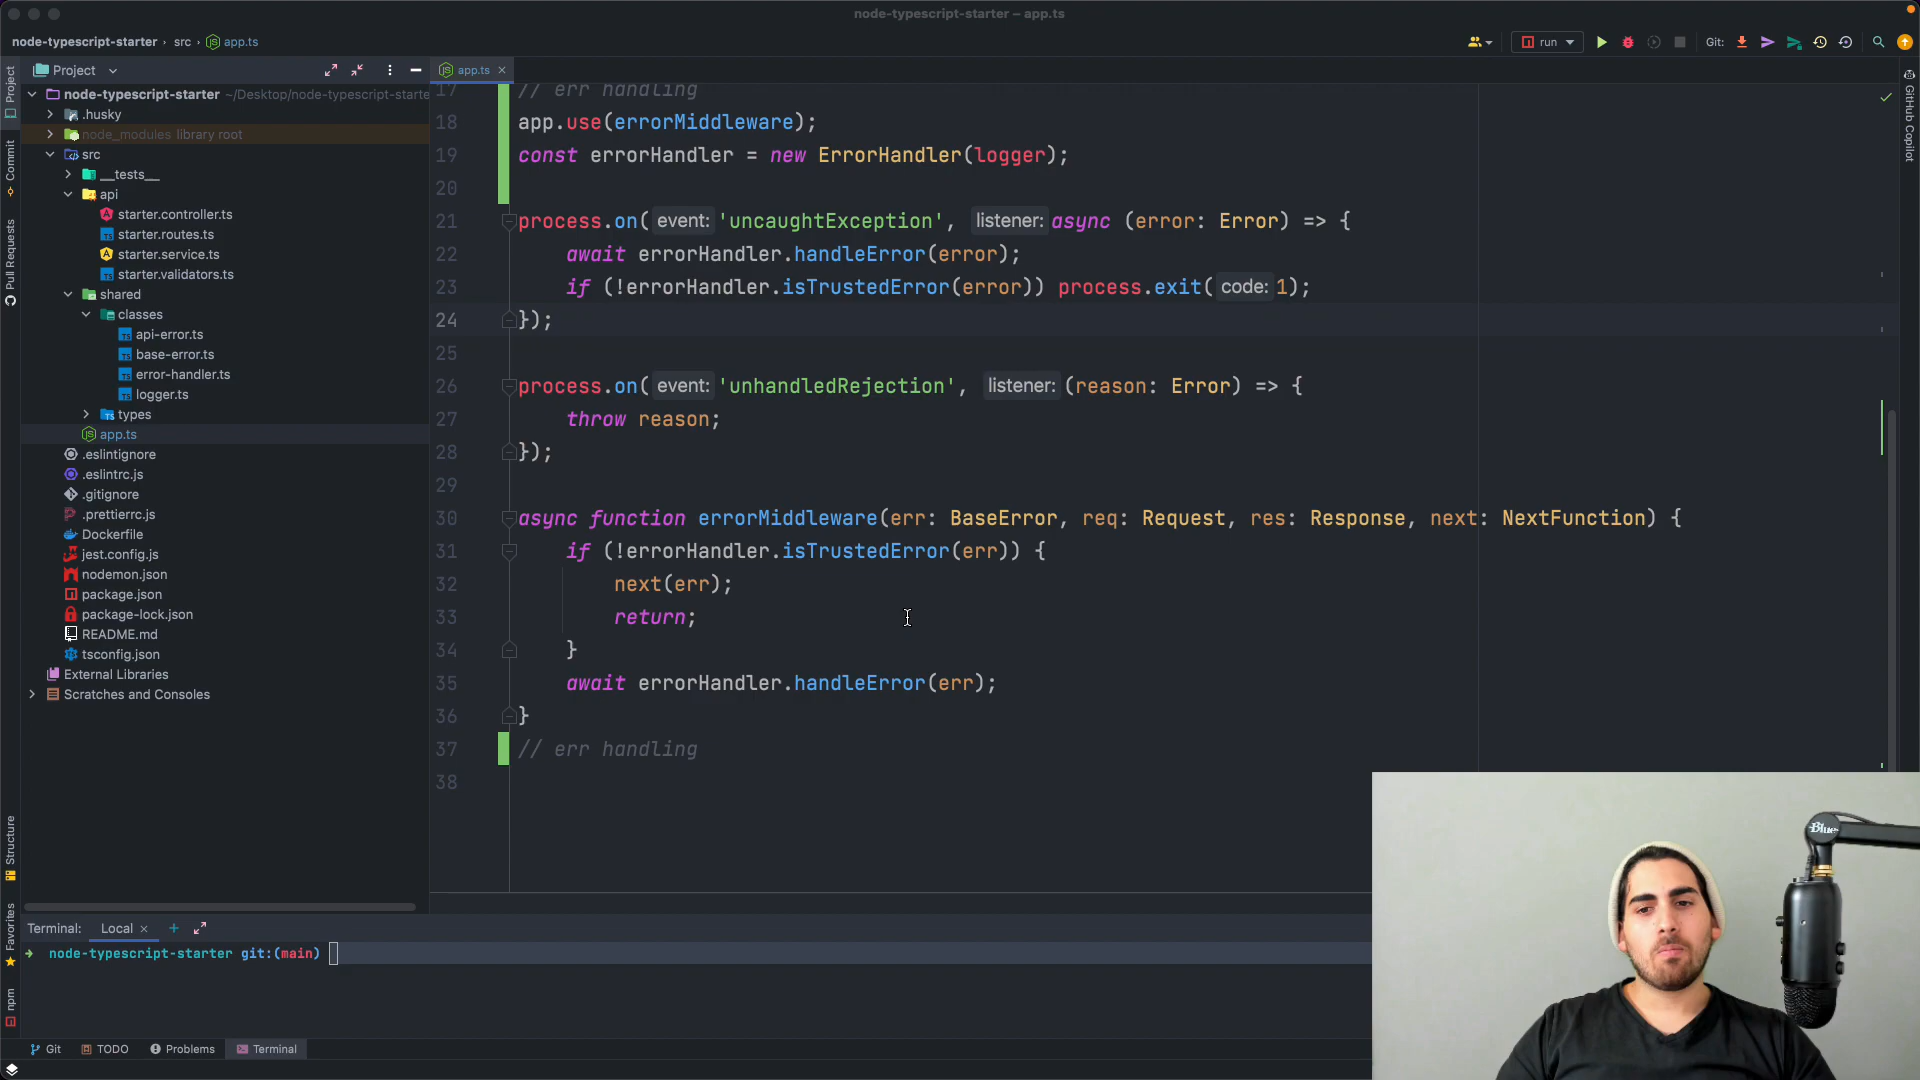 node-typescript-starter – app.ts
node-typescript-starter › src › app.ts
run
Git:
Project
app.ts
node-typescript-starter ~/Desktop/node-typescript-starte
.husky
node_modules library root
src
__tests__
api
starter.controller.ts
starter.routes.ts
starter.service.ts
starter.validators.ts
shared
classes
api-error.ts
base-error.ts
error-handler.ts
logger.ts
types
app.ts
.eslintignore
.eslintrc.js
.gitignore
.prettierrc.js
Dockerfile
jest.config.js
nodemon.json
package.json
package-lock.json
README.md
tsconfig.json
External Libraries
Scratches and Consoles
Project
Commit
Pull Requests
Structure
Favorites
npm
GitHub Copilot
17 // err handling
18 app.use(errorMiddleware);
19 const errorHandler = new ErrorHandler(logger);
20
21 process.on( event: 'uncaughtException', listener: async (error: Error) => {
22 await errorHandler.handleError(error);
23 if (!errorHandler.isTrustedError(error)) process.exit( code: 1);
24 });
25
26 process.on( event: 'unhandledRejection', listener: (reason: Error) => {
27 throw reason;
28 });
29
30 async function errorMiddleware(err: BaseError, req: Request, res: Response, next: NextFunction) {
31 if (!errorHandler.isTrustedError(err)) {
32 next(err);
33 return;
34 }
35 await errorHandler.handleError(err);
36 }
37 // err handling
38
Terminal: Local
node-typescript-starter git:(main)
Git TODO Problems Terminal
Blue